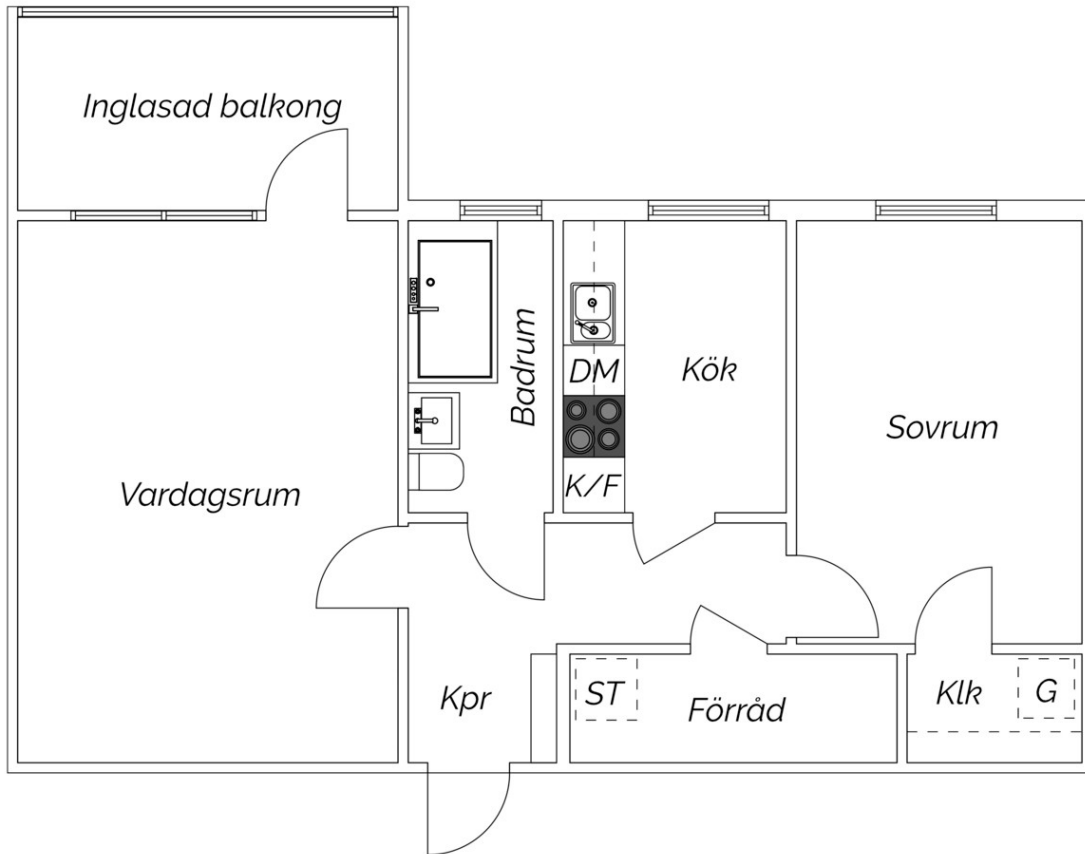 Inglasad balkong
Badrum
DM
Kök
Sovrum
Vardagsrum
K/F
Kpr
ST
Förråd
Klk
G